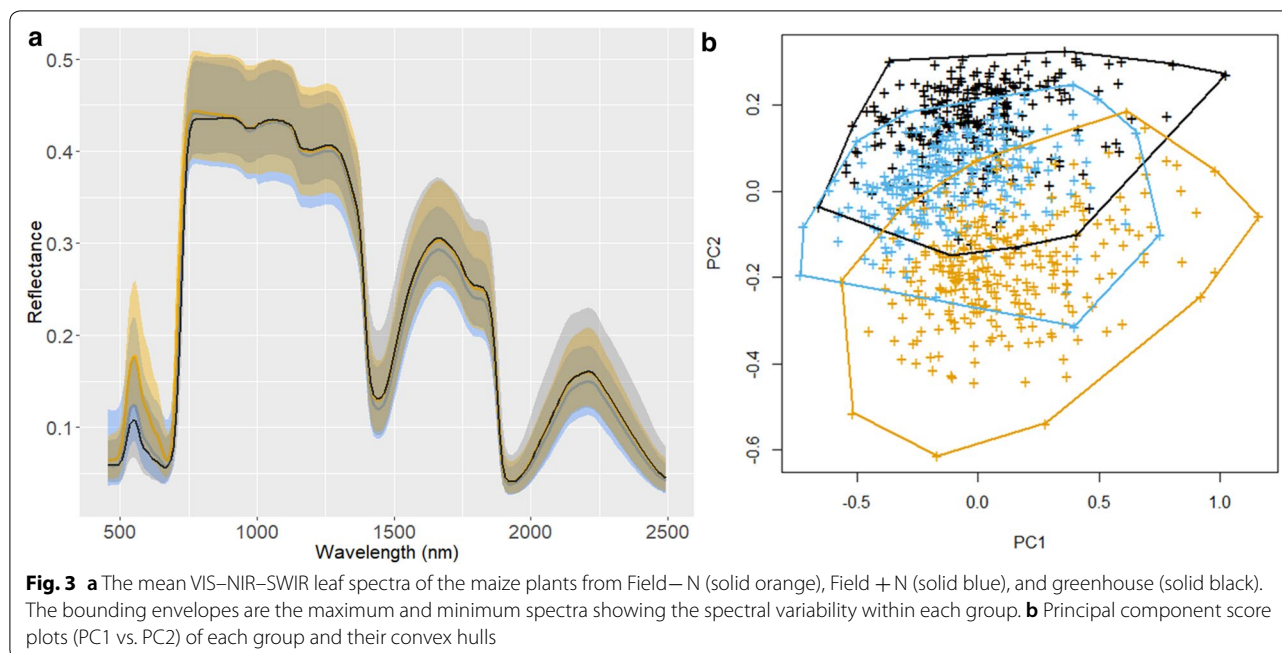 a
0.5
0.4
0.3
0.2
0.1
Reflectance
500
1000
1500
2000
2500
Wavelength (nm)
b
0.2
0.0
-0.2
-0.4
-0.6
PC2
-0.5
0.0
0.5
1.0
PC1
Fig. 3 a The mean VIS–NIR–SWIR leaf spectra of the maize plants from Field− N (solid orange), Field +N (solid blue), and greenhouse (solid black).
The bounding envelopes are the maximum and minimum spectra showing the spectral variability within each group. b Principal component score
plots (PC1 vs. PC2) of each group and their convex hulls